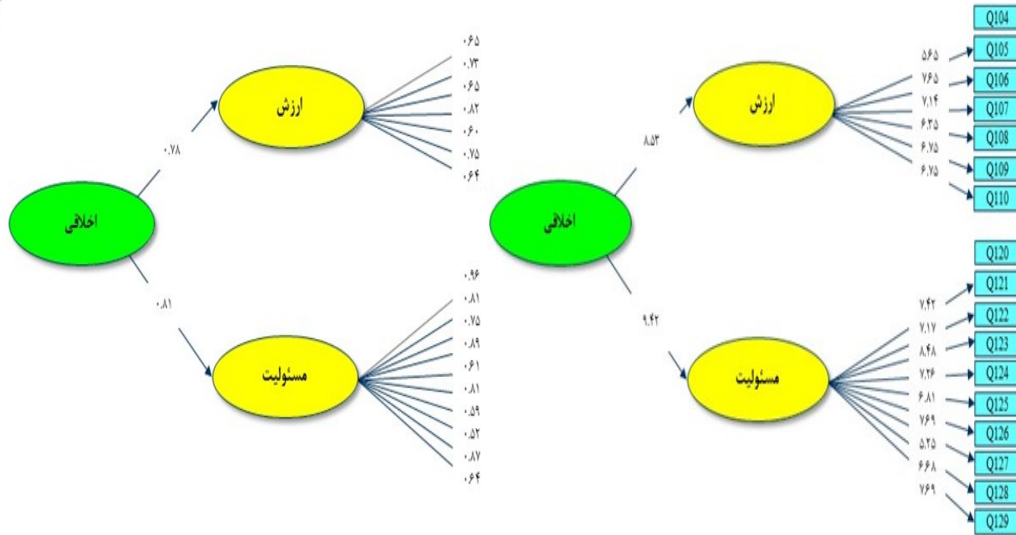 ۰.۶۵
۰.۷۳
۰.۶۵
۰.۸۲
۰.۶۰
۰.۷۵
۰.۶۴
ارزش
۰.۷۸
اخلاقی
۰.۸۱
مسئولیت
۰.۹۶
۰.۸۱
۰.۷۵
۰.۸۹
۰.۶۱
۰.۸۱
۰.۵۹
۰.۵۲
۰.۸۷
۰.۶۴
Q104
Q105
Q106
Q107
Q108
Q109
Q110
۵.۶۵
۷.۶۵
۷.۱۴
۶.۳۵
۶.۷۵
۶.۷۵
ارزش
۸.۵۳
اخلاقی
۹.۴۲
مسئولیت
۷.۴۲
۷.۱۷
۸.۴۸
۷.۲۶
۶.۸۱
۷.۶۹
۵.۲۵
۶.۶۸
۷.۶۹
Q120
Q121
Q122
Q123
Q124
Q125
Q126
Q127
Q128
Q129